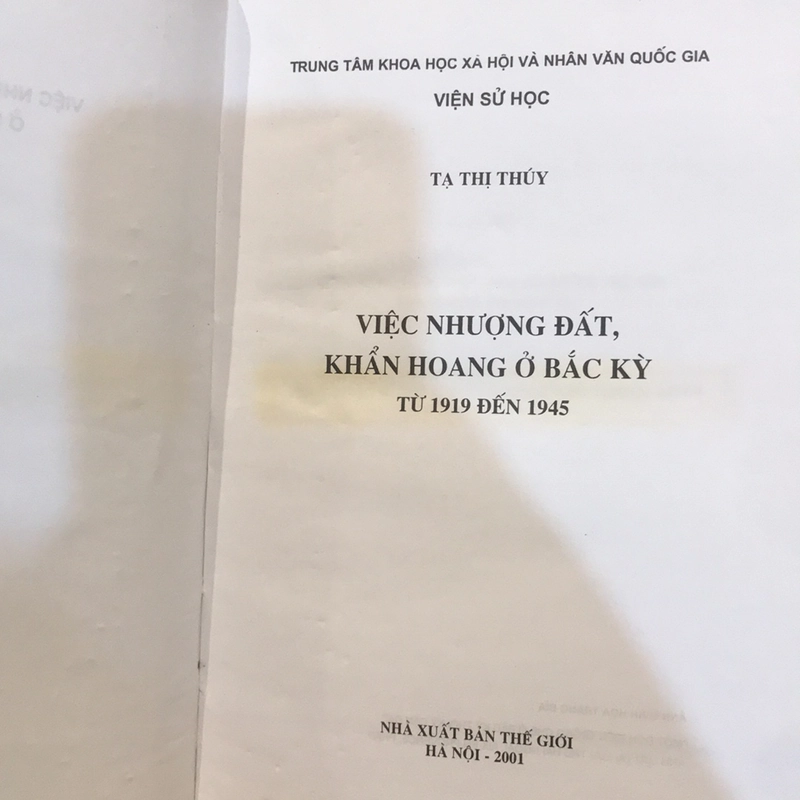 TRUNG TÂM KHOA HỌC XÃ HỘI VÀ NHÂN VĂN QUỐC GIA
VIỆN SỬ HỌC
TẠ THỊ THÚY
VIỆC NHƯỢNG ĐẤT,
KHẨN HOANG Ở BẮC KỲ
TỪ 1919 ĐẾN 1945
NHÀ XUẤT BẢN THẾ GIỚI
HÀ NỘI - 2001